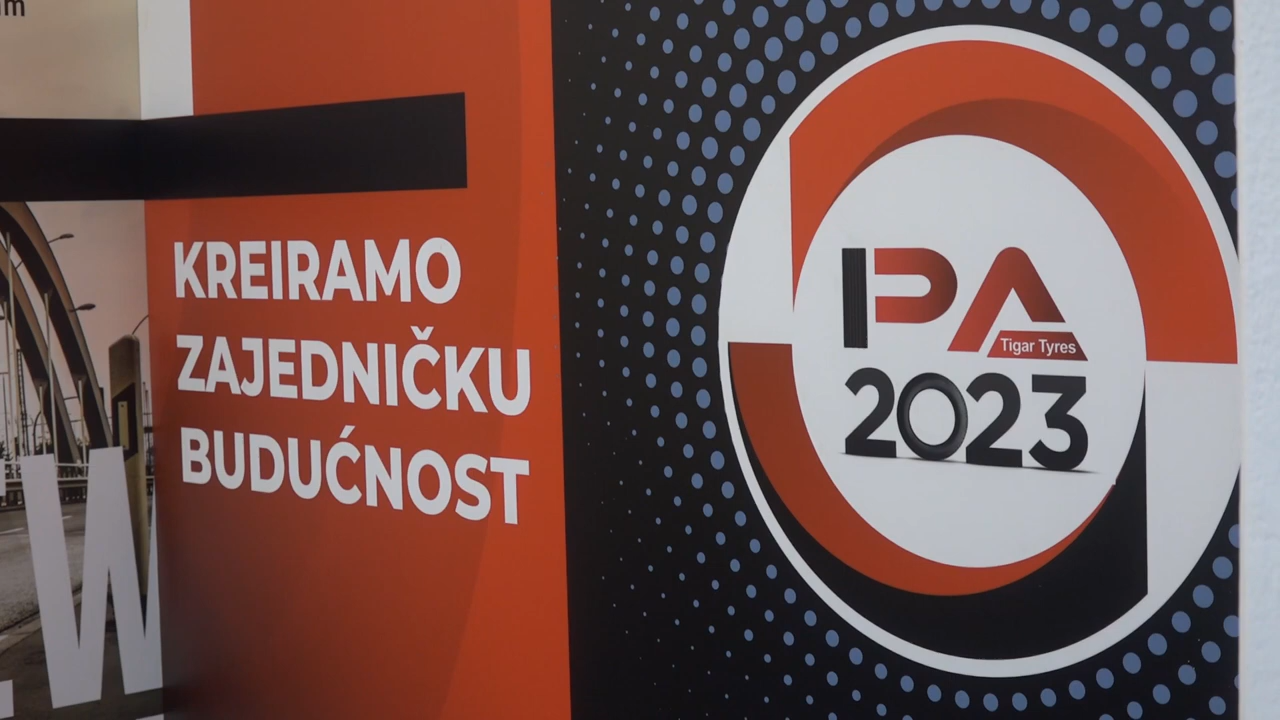 KREIRAMO
ZAJEDNIČKU
BUDUĆNOST
IPA
Tigar Tyres
2023
W